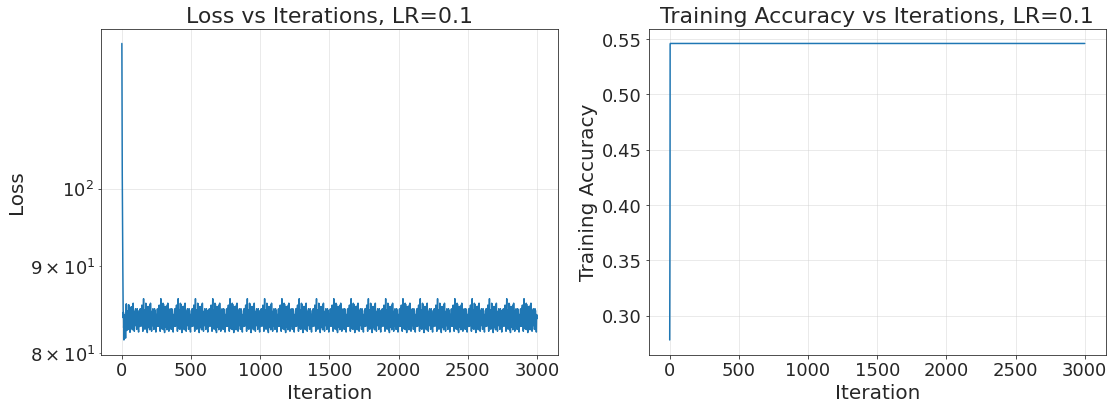 Loss vs Iterations, LR=0.1
Loss
10²
9 × 10¹
8 × 10¹
0 500 1000 1500 2000 2500 3000
Iteration
Training Accuracy vs Iterations, LR=0.1
Training Accuracy
0.55
0.50
0.45
0.40
0.35
0.30
0 500 1000 1500 2000 2500 3000
Iteration